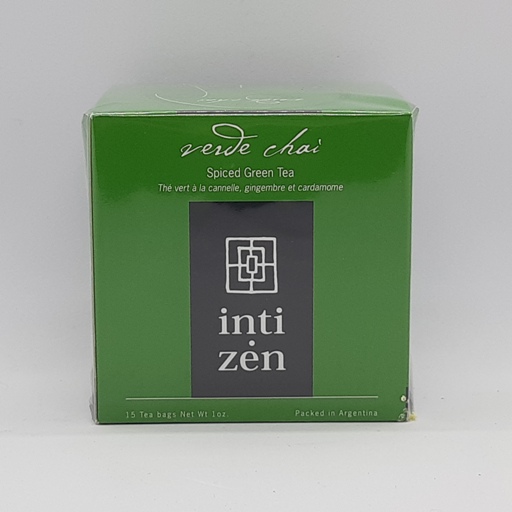 verde chai
Spiced Green Tea
Thé vert à la cannelle, gingembre et cardamome
inti
zen
15 Tea bags Net Wt 1oz.
Packed in Argentina